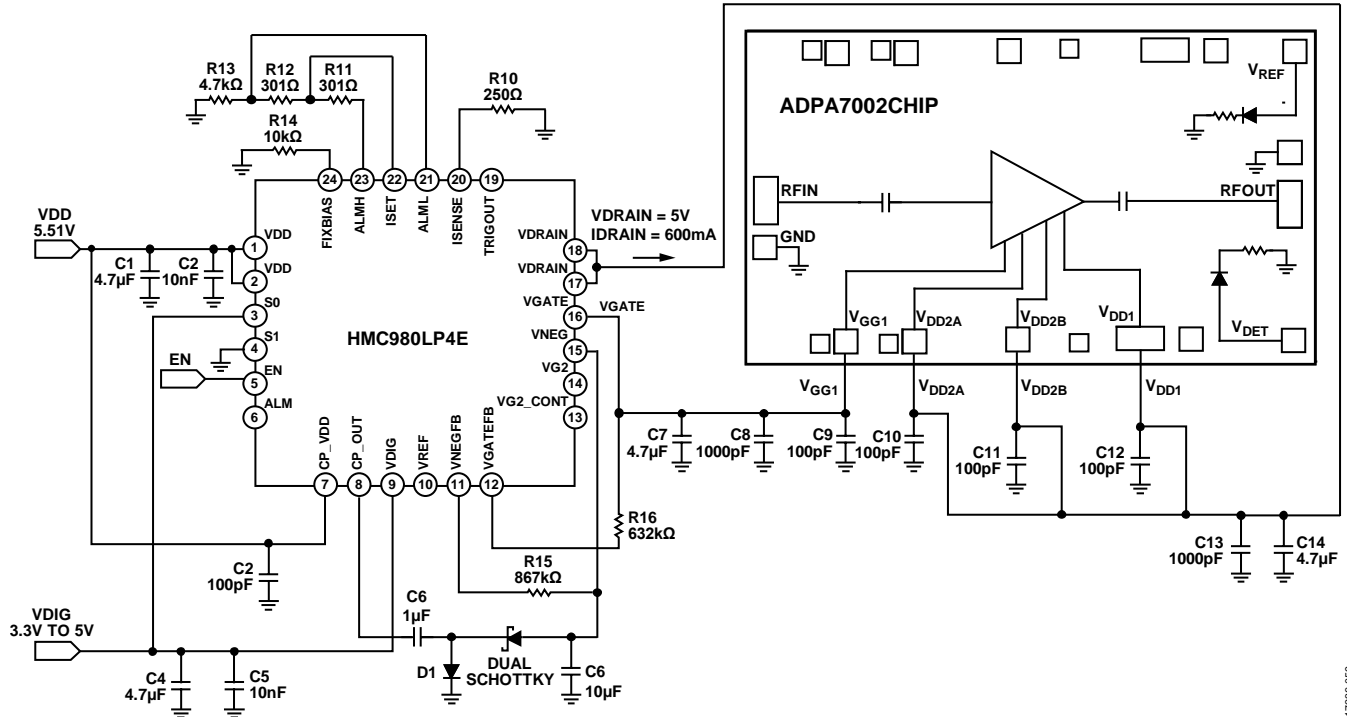 R13
4.7kΩ
R12
301Ω
R11
301Ω
R10
250Ω
R14
10kΩ
24
23
22
21
20
19
FIXBIAS
ALMH
ISET
ALML
ISENSE
TRIGOUT
VDD
5.51V
C1
4.7µF
C2
10nF
1
VDD
2
VDD
3
S0
4
S1
5
EN
6
ALM
EN
HMC980LP4E
VDRAIN
18
VDRAIN
17
VGATE
16
VNEG
15
VG2
14
VG2_CONT
13
VDRAIN = 5V
IDRAIN = 600mA
VGATE
CP_VDD
CP_OUT
VDIG
VREF
VNEGFB
VGATEFB
7
8
9
10
11
12
C2
100pF
VDIG
3.3V TO 5V
C4
4.7µF
C5
10nF
C6
1µF
D1
DUAL
SCHOTTKY
C6
10µF
R15
867kΩ
R16
632kΩ
ADPA7002CHIP
VREF
RFIN
RFOUT
GND
VGG1
VDD2A
VDD2B
VDD1
VDET
VGG1
VDD2A
VDD2B
VDD1
C7
4.7µF
C8
1000pF
C9
100pF
C10
100pF
C11
100pF
C12
100pF
C13
1000pF
C14
4.7µF